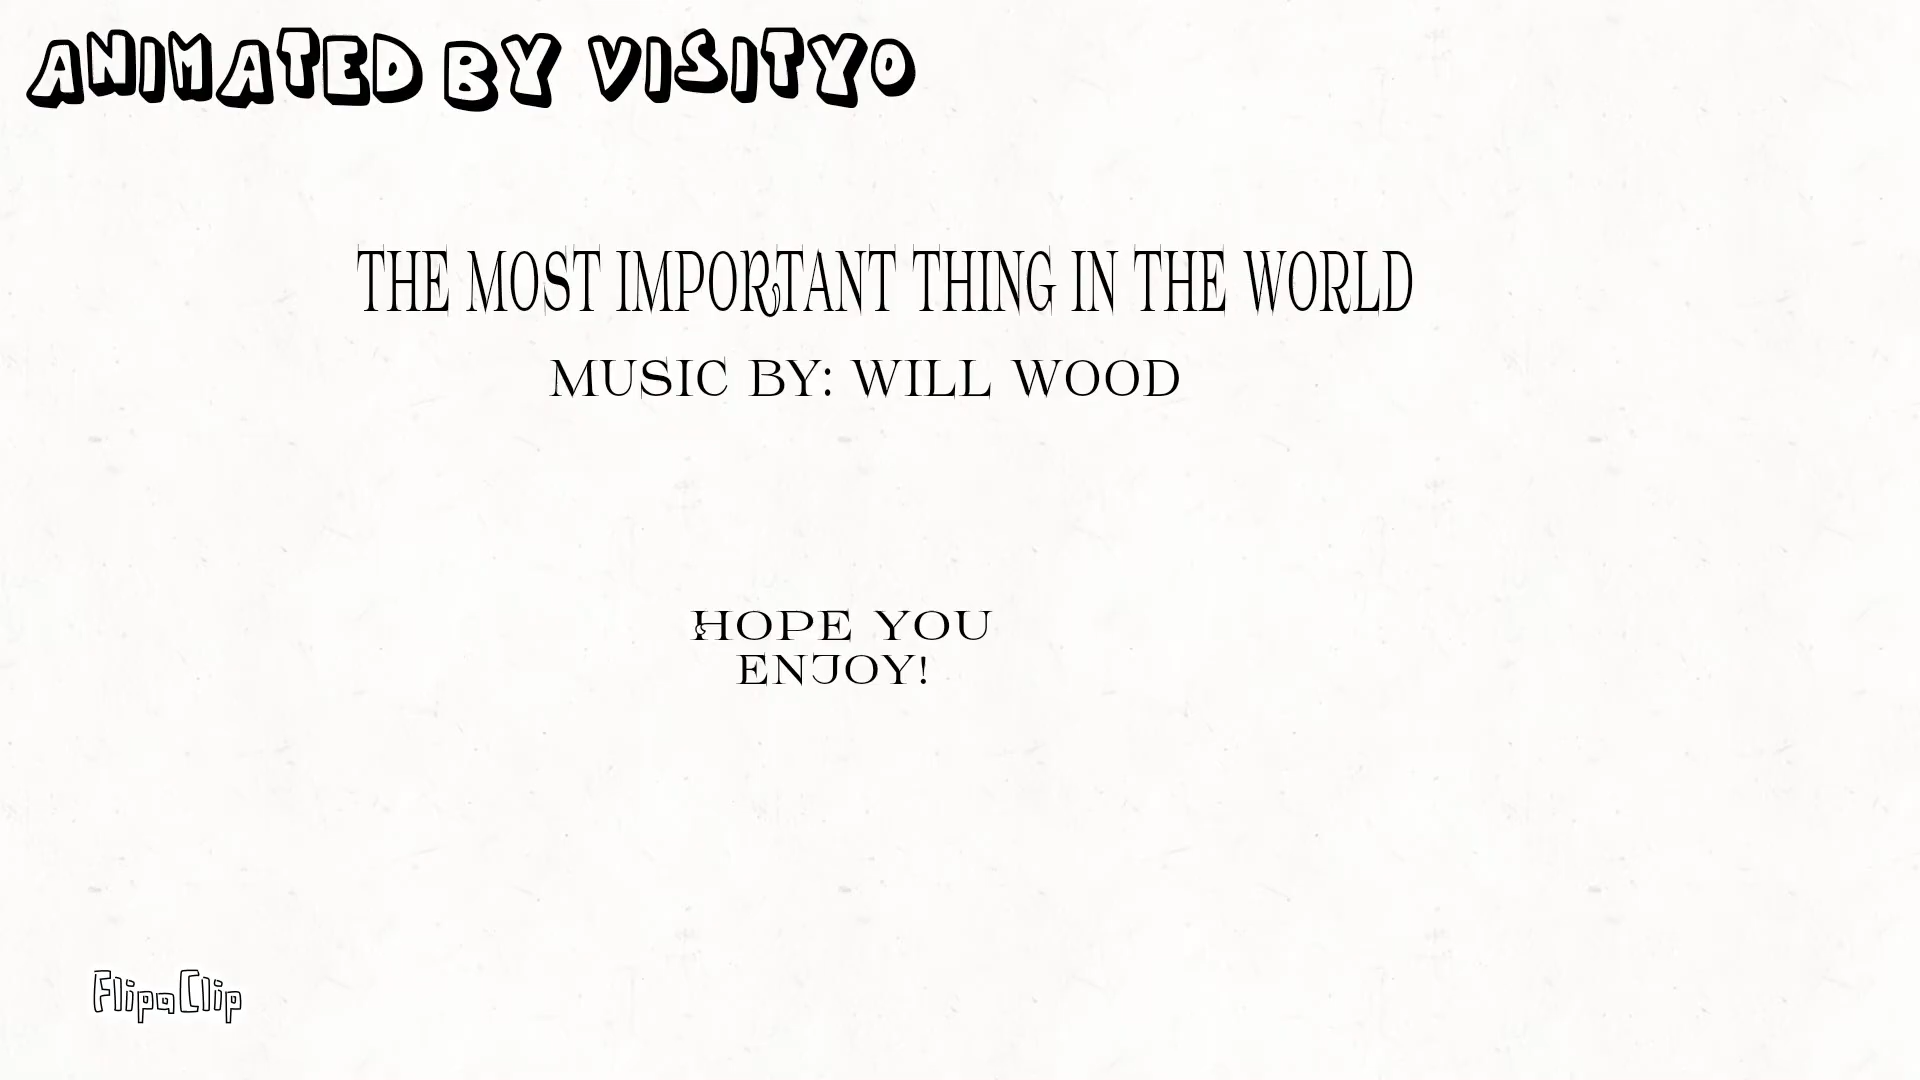 ANIMATED BY VISITYO
THE MOST IMPORTANT THING IN THE WORLD
MUSIC BY: WILL WOOD
HOPE YOU
ENJOY!
FlipaClip